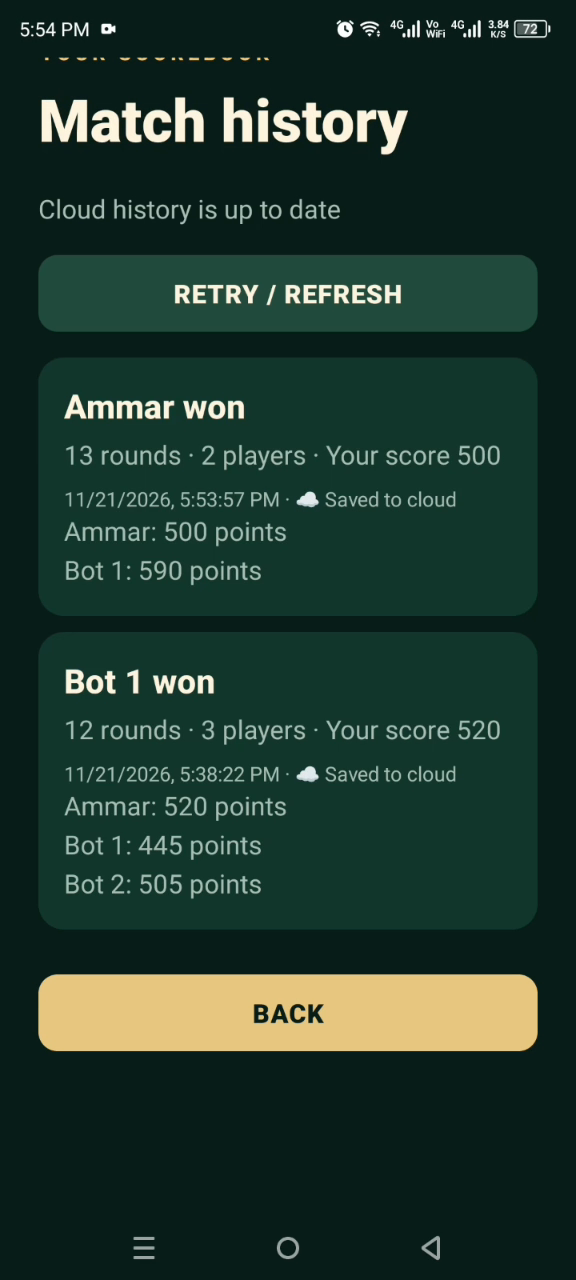 5:54 PM
4G Vo WiFi 4G 3.84 K/S 72
Match history
Cloud history is up to date
RETRY / REFRESH
Ammar won
13 rounds · 2 players · Your score 500
11/21/2026, 5:53:57 PM · ☁️ Saved to cloud
Ammar: 500 points
Bot 1: 590 points
Bot 1 won
12 rounds · 3 players · Your score 520
11/21/2026, 5:38:22 PM · ☁️ Saved to cloud
Ammar: 520 points
Bot 1: 445 points
Bot 2: 505 points
BACK